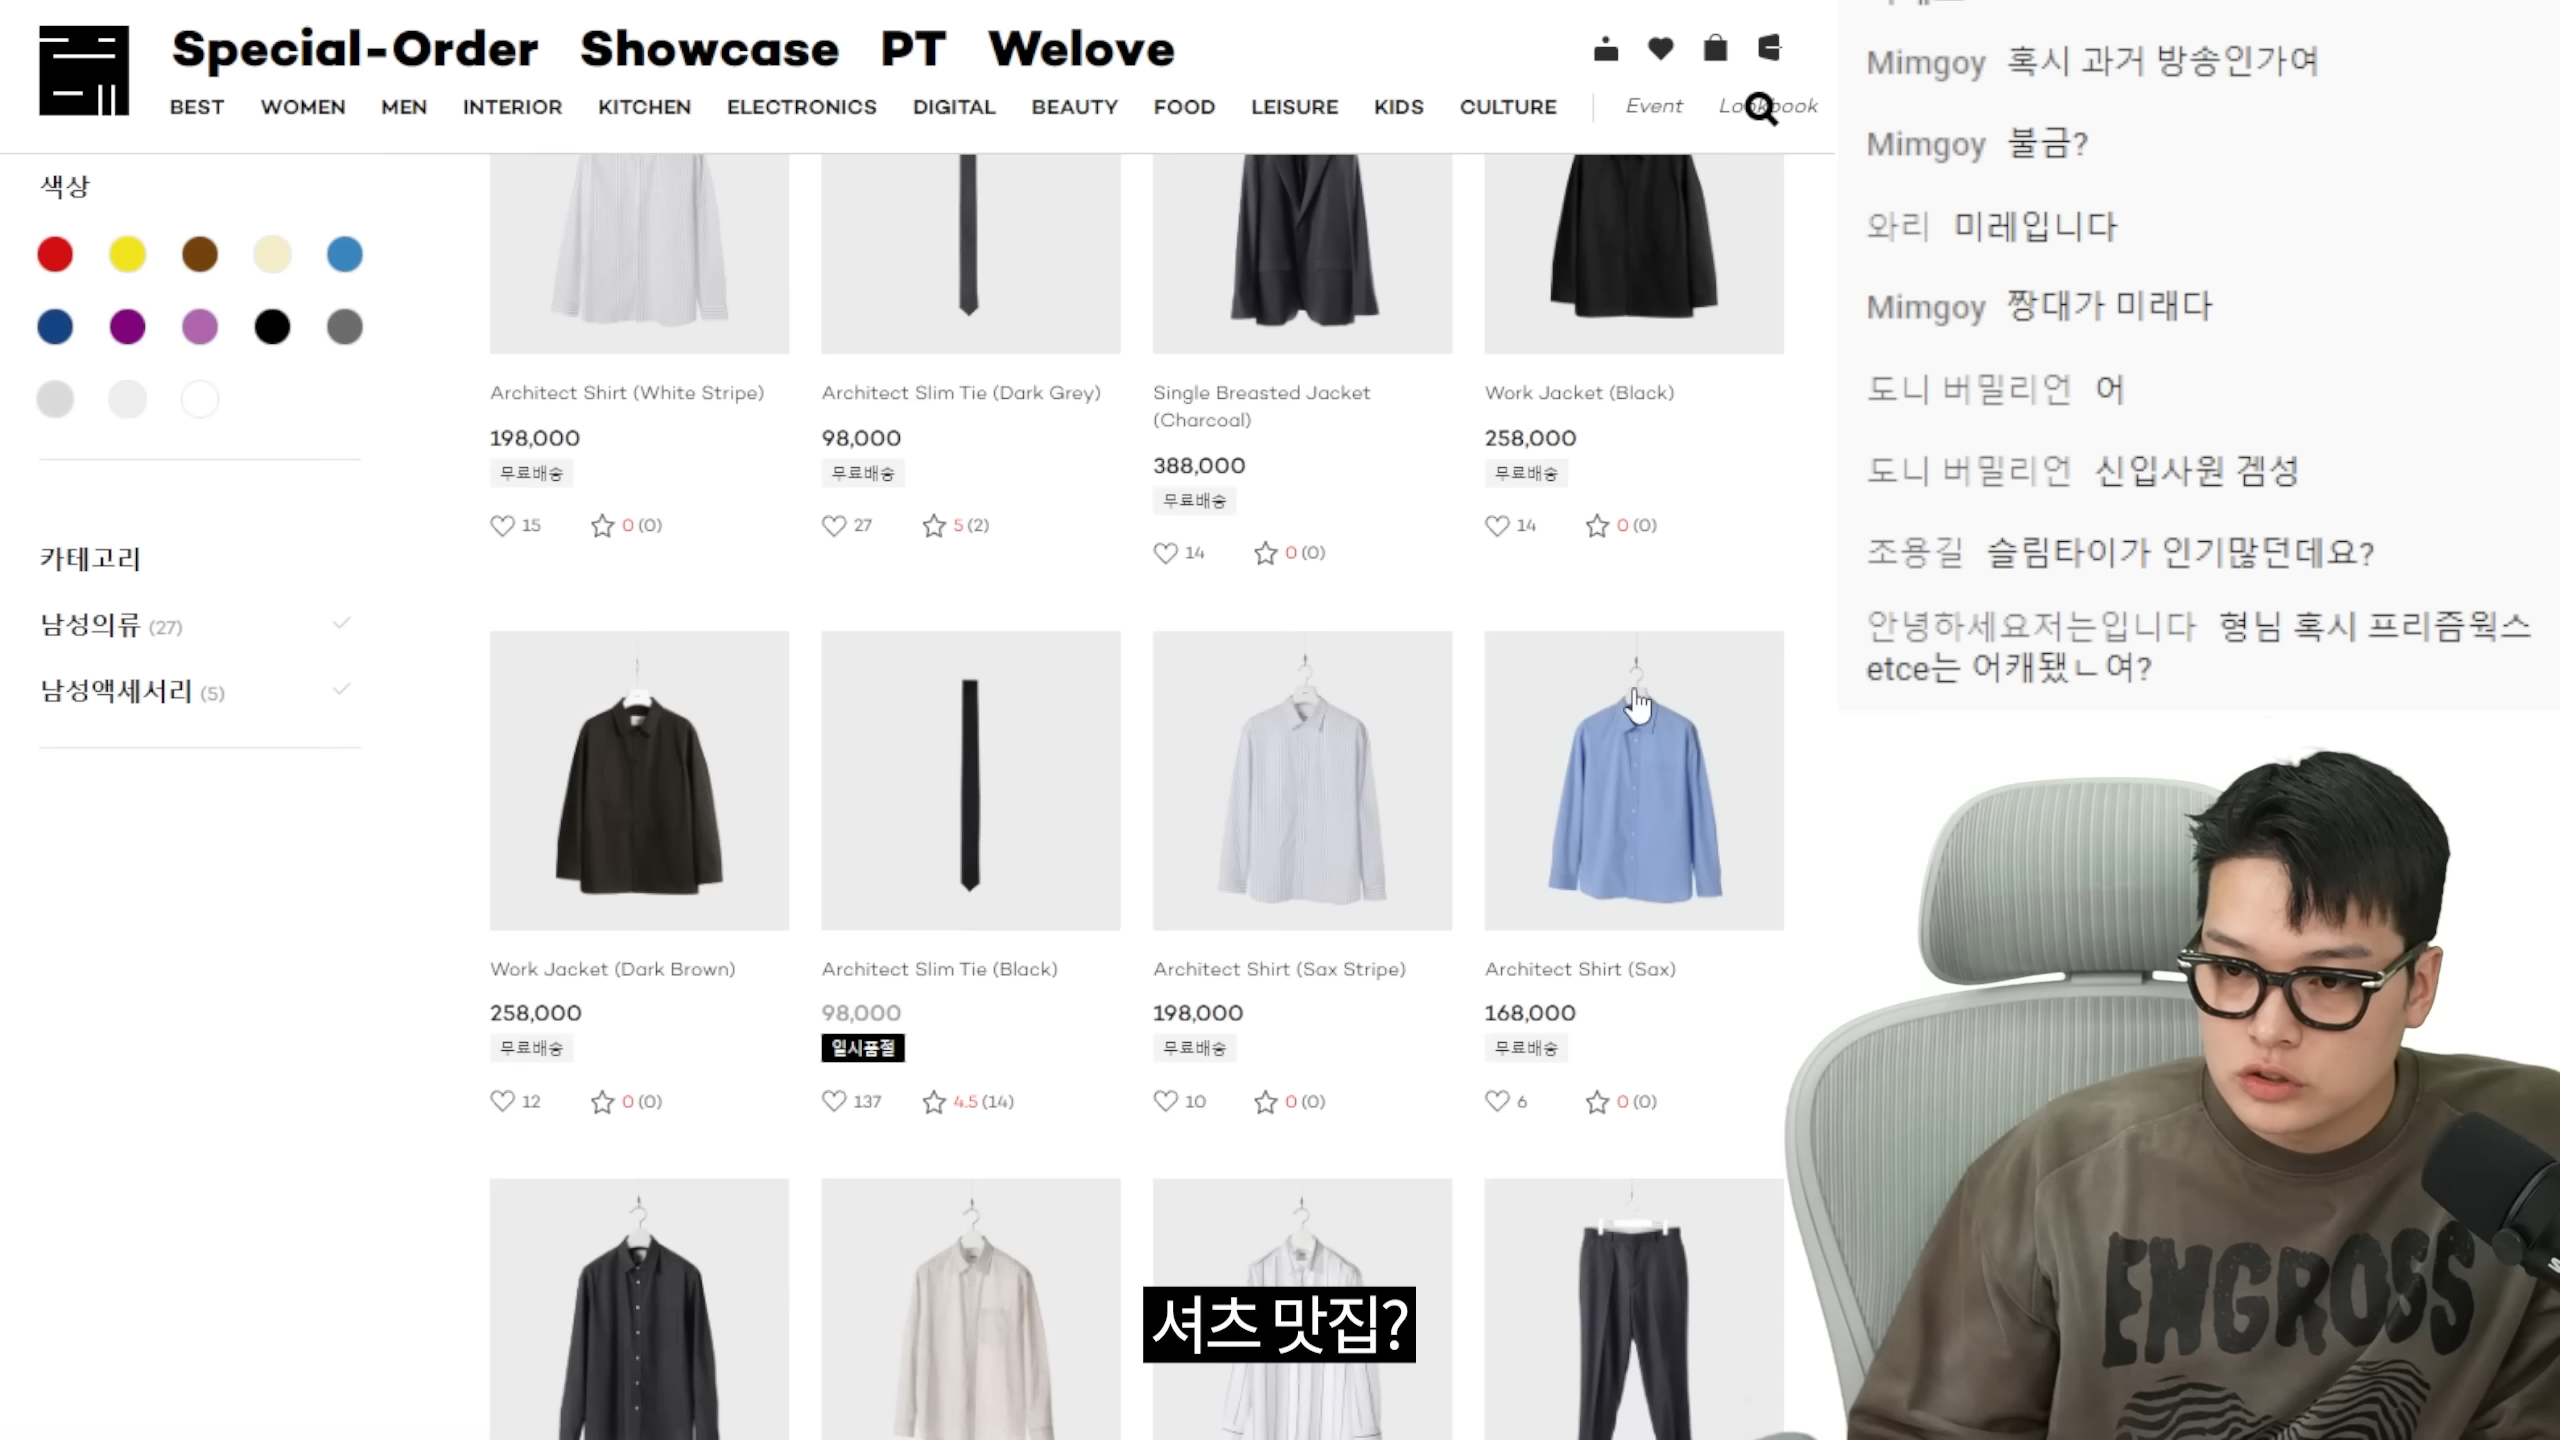 Special-Order Showcase PT Welove
BEST WOMEN MEN INTERIOR KITCHEN ELECTRONICS DIGITAL BEAUTY FOOD LEISURE KIDS CULTURE Event Lookbook
색상
카테고리
남성의류 (27)
남성액세서리 (5)
Architect Shirt (White Stripe)
198,000
무료배송
15 0 (0)
Architect Slim Tie (Dark Grey)
98,000
무료배송
27 5 (2)
Single Breasted Jacket
(Charcoal)
388,000
무료배송
14 0 (0)
Work Jacket (Black)
258,000
무료배송
14 0 (0)
Work Jacket (Dark Brown)
258,000
무료배송
12 0 (0)
Architect Slim Tie (Black)
98,000
일시품절
137 4.5 (14)
Architect Shirt (Sax Stripe)
198,000
무료배송
10 0 (0)
Architect Shirt (Sax)
168,000
무료배송
6 0 (0)
셔츠 맛집?
Mimgoy 혹시 과거 방송인가여
Mimgoy 불금?
와리 미레입니다
Mimgoy 짱대가 미래다
도니 버밀리언 어
도니 버밀리언 신입사원 겜성
조용길 슬림타이가 인기많던데요?
안녕하세요저는입니다 형님 혹시 프리즘웍스
etce는 어캐됐ㄴ여?
ENGROSS